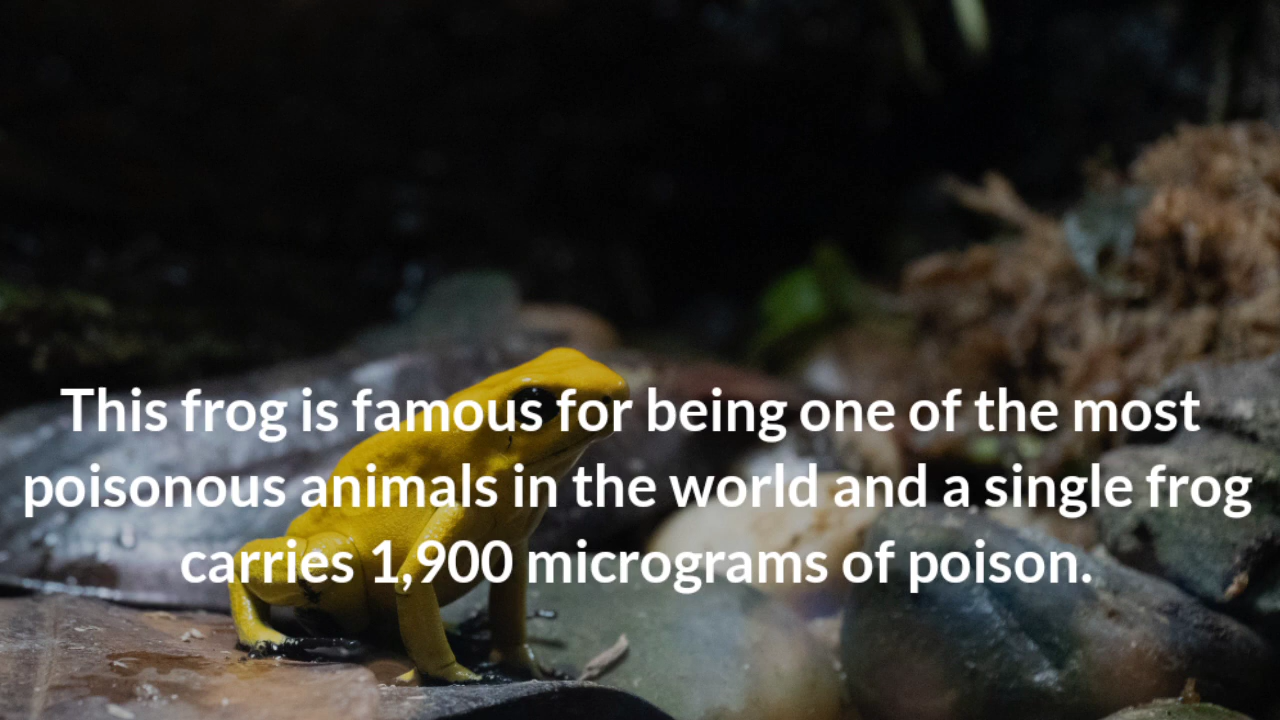 This frog is famous for being one of the most
poisonous animals in the world and a single frog
carries 1,900 micrograms of poison.